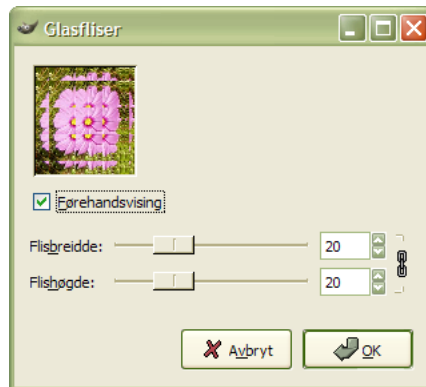 Glasfliser
Førehandsvising
Flisbreidde: 20
Flishøgde: 20
Avbryt OK